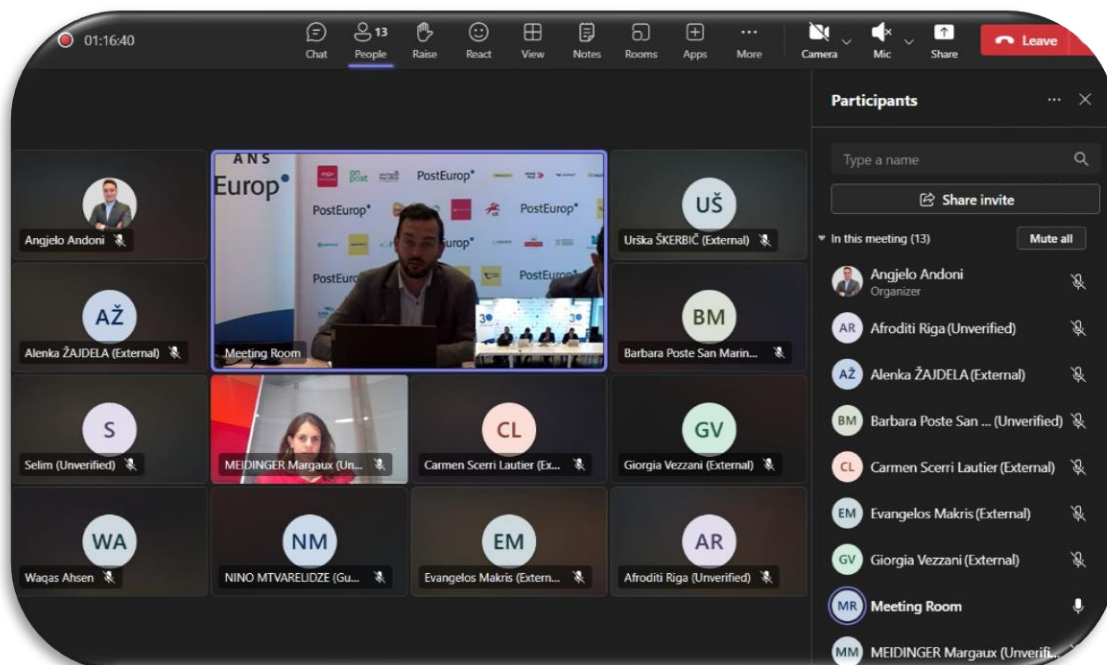 01:16:40
Chat
13
People
Raise
React
View
Notes
Rooms
Apps
More
Camera
Mic
Share
Leave
Angjelo Andoni
ANS
Europ
PostEurop
PostEurop
PostEurop
PostEurop
PostEurop
Meeting Room
UŠ
Urška ŠKERBIČ (External)
AŽ
Alenka ŽAJDELA (External)
BM
Barbara Poste San Marin...
S
Selim (Unverified)
MEIDINGER Margaux (Un...
CL
Carmen Scerri Lautier (Ex...
GV
Giorgia Vezzani (External)
WA
Waqas Ahsen
NM
NINO MTVARELIDZE (Gu...
EM
Evangelos Makris (Extern...
AR
Afroditi Riga (Unverified)
Participants
Type a name
Share invite
In this meeting (13)
Mute all
Angjelo Andoni
Organizer
AR
Afroditi Riga (Unverified)
AŽ
Alenka ŽAJDELA (External)
BM
Barbara Poste San ... (Unverified)
CL
Carmen Scerri Lautier (External)
EM
Evangelos Makris (External)
GV
Giorgia Vezzani (External)
MR
Meeting Room
MM
MEIDINGER Margaux (Unverifi...